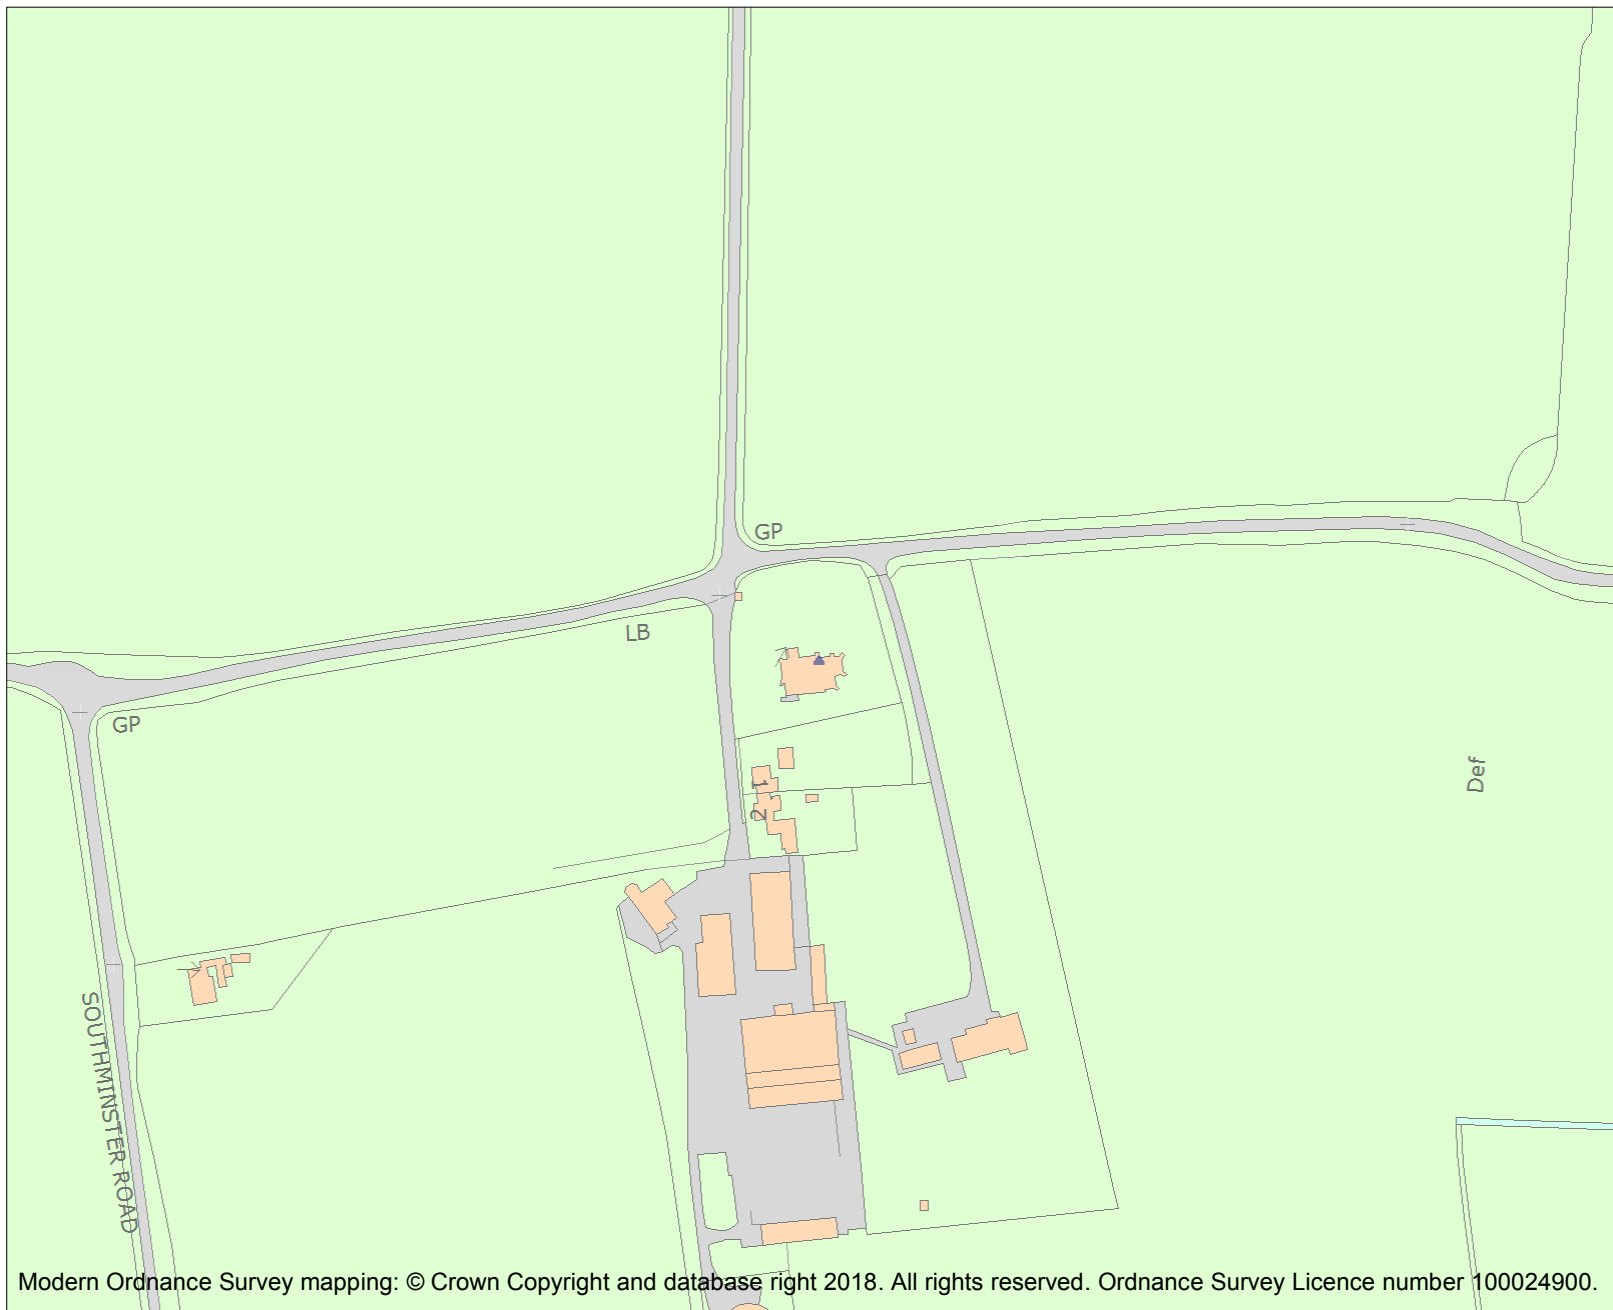 GP
LB
GP
Def
1
2
SOUTHMINSTER ROAD
Modern Ordnance Survey mapping: © Crown Copyright and database right 2018. All rights reserved. Ordnance Survey Licence number 100024900.